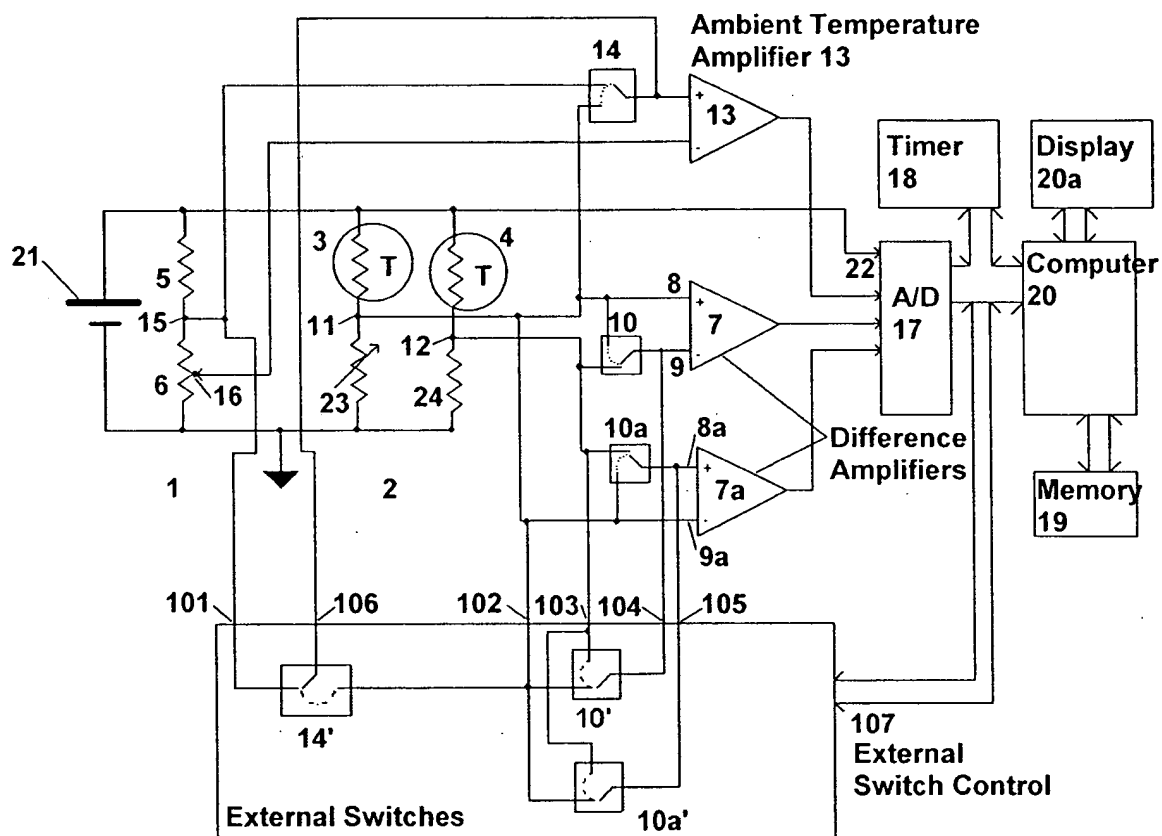 Ambient Temperature
Amplifier 13
14
+
13
-
Timer
18
Display
20a
3
T
4
T
21
5
15
11
12
6
16
23
24
8
+
10
7
9
-
22
A/D
17
Computer
20
10a
8a
+
7a
-
9a
Difference
Amplifiers
Memory
19
1
2
101
106
102
103
104
105
14'
10'
10a'
107
External
Switch Control
External Switches